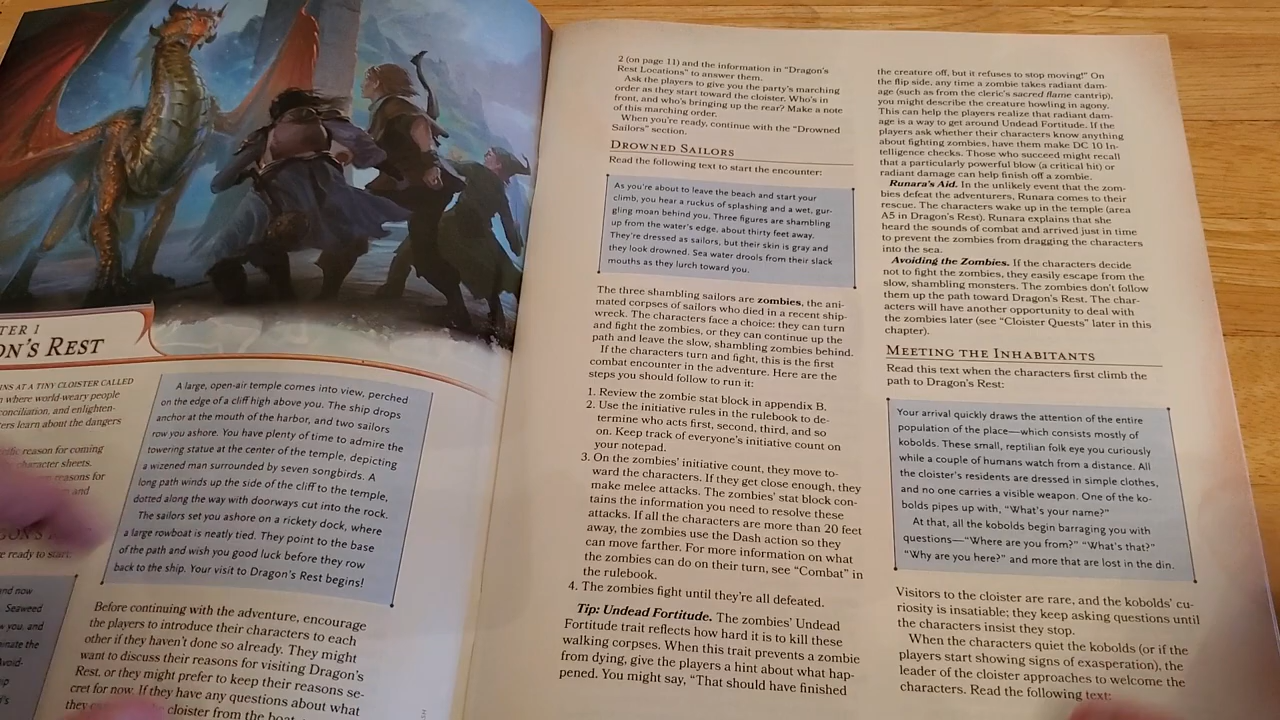 TER 1
ON'S REST
INS AT A TINY CLOISTER CALLED
n where world-weary people
conciliation, and enlighten-
ters learn about the dangers
cific reason for coming
character sheets.
reasons for
and
e ready to start,
nd now
Seaweed
w you, and
minate the
Avoid-
ip
d's
A large, open-air temple comes into view, perched
on the edge of a cliff high above you. The ship drops
anchor at the mouth of the harbor, and two sailors
row you ashore. You have plenty of time to admire the
towering statue at the center of the temple, depicting
a wizened man surrounded by seven songbirds. A
long path winds up the side of the cliff to the temple,
dotted along the way with doorways cut into the rock.
The sailors set you ashore on a rickety dock, where
a large rowboat is neatly tied. They point to the base
of the path and wish you good luck before they row
back to the ship. Your visit to Dragon's Rest begins!
Before continuing with the adventure, encourage
the players to introduce their characters to each
other if they haven't done so already. They might
want to discuss their reasons for visiting Dragon's
Rest, or they might prefer to keep their reasons se-
cret for now. If they have any questions about what
they cloister from the boat
2 (on page 11) and the information in "Dragon's
Rest Locations" to answer them.
Ask the players to give you the party's marching
order as they start toward the cloister. Who's in
front, and who's bringing up the rear? Make a note
of this marching order.
When you're ready, continue with the "Drowned
Sailors" section.
DROWNED SAILORS
Read the following text to start the encounter:
As you're about to leave the beach and start your
climb, you hear a ruckus of splashing and a wet, gur-
gling moan behind you. Three figures are shambling
up from the water's edge, about thirty feet away.
They're dressed as sailors, but their skin is gray and
they look drowned. Sea water drools from their slack
mouths as they lurch toward you.
The three shambling sailors are zombies, the ani-
mated corpses of sailors who died in a recent ship-
wreck. The characters face a choice: they can turn
and fight the zombies, or they can continue up the
path and leave the slow, shambling zombies behind.
If the characters turn and fight, this is the first
combat encounter in the adventure. Here are the
steps you should follow to run it:
1. Review the zombie stat block in appendix B.
2. Use the initiative rules in the rulebook to de-
termine who acts first, second, third, and so
on. Keep track of everyone's initiative count on
your notepad.
3. On the zombies' initiative count, they move to-
ward the characters. If they get close enough, they
make melee attacks. The zombies' stat block con-
tains the information you need to resolve these
attacks. If all the characters are more than 20 feet
away, the zombies use the Dash action so they
can move farther. For more information on what
the zombies can do on their turn, see "Combat" in
the rulebook.
4. The zombies fight until they're all defeated.
Tip: Undead Fortitude. The zombies' Undead
Fortitude trait reflects how hard it is to kill these
walking corpses. When this trait prevents a zombie
from dying, give the players a hint about what hap-
pened. You might say, "That should have finished
the creature off, but it refuses to stop moving!" On
the flip side, any time a zombie takes radiant dam-
age (such as from the cleric's sacred flame cantrip),
you might describe the creature howling in agony.
This can help the players realize that radiant dam-
age is a way to get around Undead Fortitude. If the
players ask whether their characters know anything
about fighting zombies, have them make DC 10 In-
telligence checks. Those who succeed might recall
that a particularly powerful blow (a critical hit) or
radiant damage can help finish off a zombie.
Runara's Aid. In the unlikely event that the zom-
bies defeat the adventurers, Runara comes to their
rescue. The characters wake up in the temple (area
A5 in Dragon's Rest). Runara explains that she
heard the sounds of combat and arrived just in time
to prevent the zombies from dragging the characters
into the sea.
Avoiding the Zombies. If the characters decide
not to fight the zombies, they easily escape from the
slow, shambling monsters. The zombies don't follow
them up the path toward Dragon's Rest. The char-
acters will have another opportunity to deal with
the zombies later (see "Cloister Quests" later in this
chapter).
MEETING THE INHABITANTS
Read this text when the characters first climb the
path to Dragon's Rest:
Your arrival quickly draws the attention of the entire
population of the place—which consists mostly of
kobolds. These small, reptilian folk eye you curiously
while a couple of humans watch from a distance. All
the cloister's residents are dressed in simple clothes,
and no one carries a visible weapon. One of the ko-
bolds pipes up with, "What's your name?"
At that, all the kobolds begin barraging you with
questions—"Where are you from?" "What's that?"
"Why are you here?" and more that are lost in the din.
Visitors to the cloister are rare, and the kobolds' cu-
riosity is insatiable; they keep asking questions until
the characters insist they stop.
When the characters quiet the kobolds (or if the
players start showing signs of exasperation), the
leader of the cloister approaches to welcome the
characters. Read the following text: